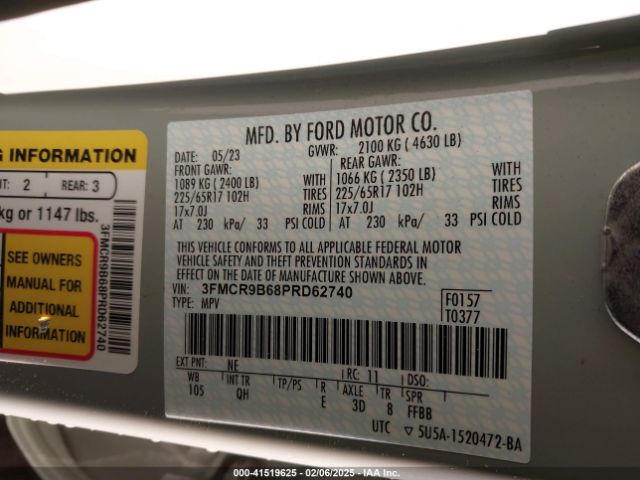 G INFORMATION
NT: 2 REAR: 3
kg or 1147 lbs.
SEE OWNERS
MANUAL FOR
ADDITIONAL
INFORMATION
3FMCR9B68PRD62740
MFD. BY FORD MOTOR CO.
DATE: 05/23 GVWR: 2100 KG ( 4630 LB)
FRONT GAWR: REAR GAWR:
1089 KG ( 2400 LB) WITH 1066 KG ( 2350 LB) WITH
225/65R17 102H TIRES 225/65R17 102H TIRES
17x7.0J RIMS 17x7.0J RIMS
AT 230 kPa/ 33 PSI COLD AT 230 kPa/ 33 PSI COLD
THIS VEHICLE CONFORMS TO ALL APPLICABLE FEDERAL MOTOR
VEHICLE SAFETY AND THEFT PREVENTION STANDARDS IN
EFFECT ON THE DATE OF MANUFACTURE SHOWN ABOVE.
VIN: 3FMCR9B68PRD62740 F0157
TYPE: MPV T0377
EXT PNT: NE RC: 11 DSO:
WB INT TR TP/PS R AXLE TR SPR
105 QH E 3D 8 FFBB
UTC ▽ 5U5A-1520472-BA
000-41519625 - 02/06/2025 - IAA Inc.